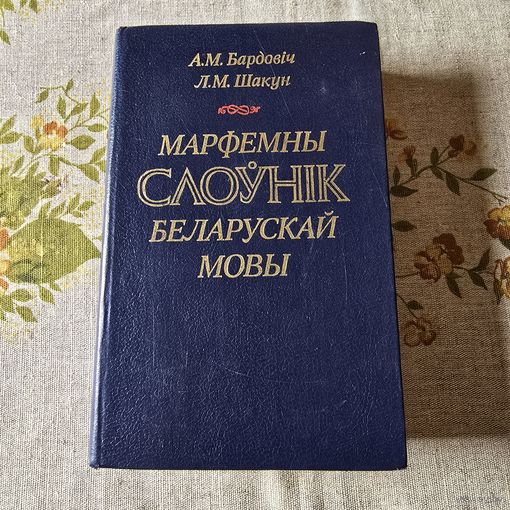 А.М. Бардовіч
Л.М. Шакун
МАРФЕМНЫ
СЛОЎНІК
БЕЛАРУСКАЙ
МОВЫ